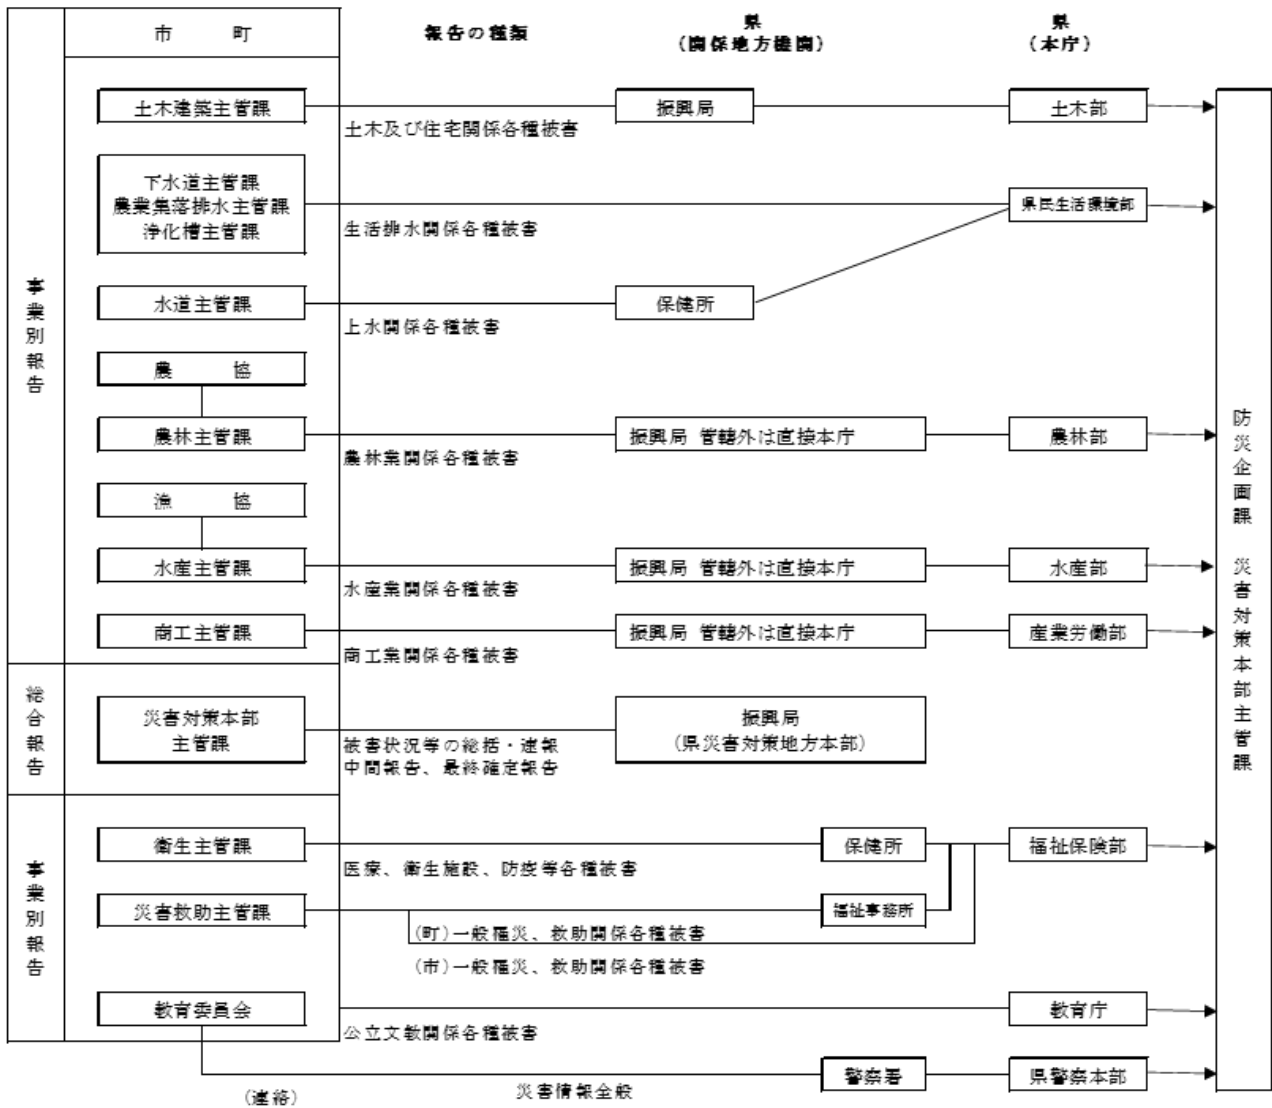 市　町
報告の種類
県
(関係地方機関)
県
(本庁)
事業別報告
土木建築主管課
土木及び住宅関係各種被害
振興局
土木部
下水道主管課
農業集落排水主管課
浄化槽主管課
生活排水関係各種被害
県民生活環境部
水道主管課
上水関係各種被害
保健所
農　協
農林主管課
農林業関係各種被害
振興局 管轄外は直接本庁
農林部
漁　協
水産主管課
水産業関係各種被害
振興局 管轄外は直接本庁
水産部
商工主管課
商工業関係各種被害
振興局 管轄外は直接本庁
産業労働部
総合報告
災害対策本部
主管課
被害状況等の総括・速報
中間報告、最終確定報告
振興局
(県災害対策地方本部)
事業別報告
衛生主管課
医療、衛生施設、防疫等各種被害
保健所
福祉保険部
災害救助主管課
福祉事務所
(町)一般罹災、救助関係各種被害
(市)一般罹災、救助関係各種被害
教育委員会
公立文教関係各種被害
教育庁
(連絡)
災害情報全般
警察署
県警察本部
防災企画課　災害対策本部主管課